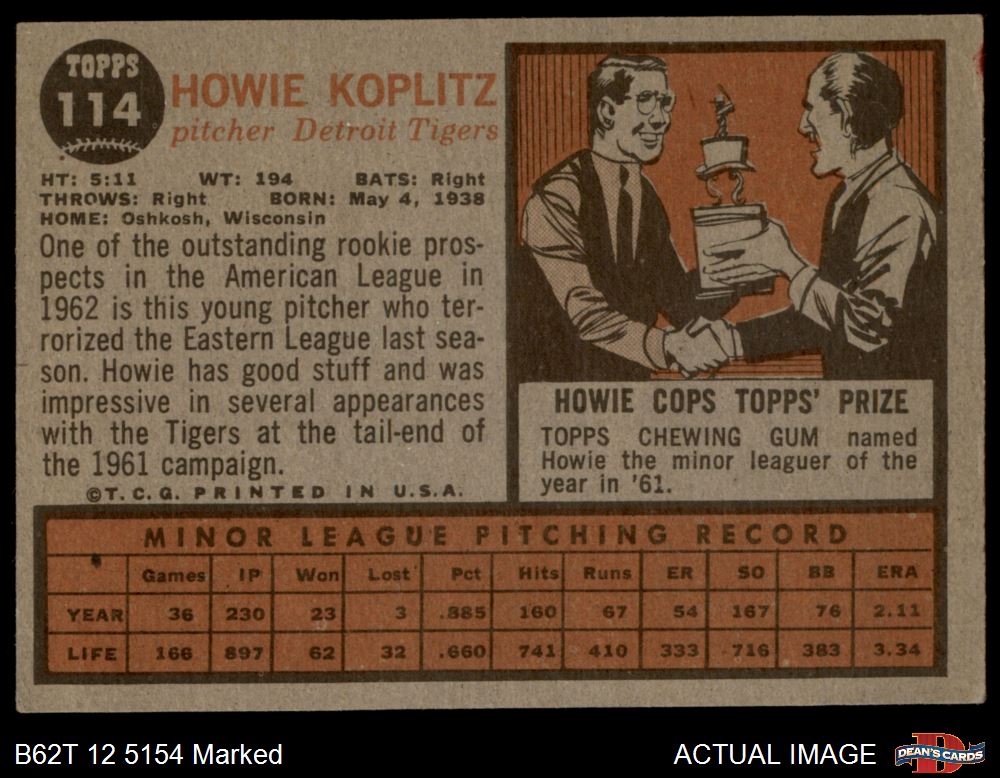 TOPPS
114
HOWIE KOPLITZ
pitcher Detroit Tigers
HT: 5:11 WT: 194 BATS: Right
THROWS: Right BORN: May 4, 1938
HOME: Oshkosh, Wisconsin
One of the outstanding rookie pros-
pects in the American League in
1962 is this young pitcher who ter-
rorized the Eastern League last sea-
son. Howie has good stuff and was
impressive in several appearances
with the Tigers at the tail-end of
the 1961 campaign.
©T.C.G. PRINTED IN U.S.A.
HOWIE COPS TOPPS' PRIZE
TOPPS CHEWING GUM named
Howie the minor leaguer of the
year in '61.
MINOR LEAGUE PITCHING RECORD
Games IP Won Lost Pct Hits Runs ER SO BB ERA
YEAR 36 230 23 3 .885 160 67 54 167 76 2.11
LIFE 166 897 62 32 .660 741 410 333 716 383 3.34
B62T 12 5154 Marked
ACTUAL IMAGE
DEAN'S CARDS